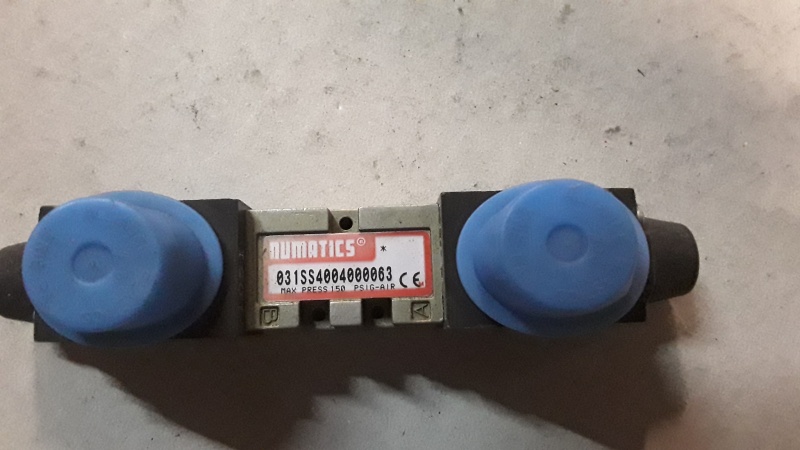 NUMATICS® *
031SS4004000063 CE
MAX PRESS 150 PSIG-AIR
B A